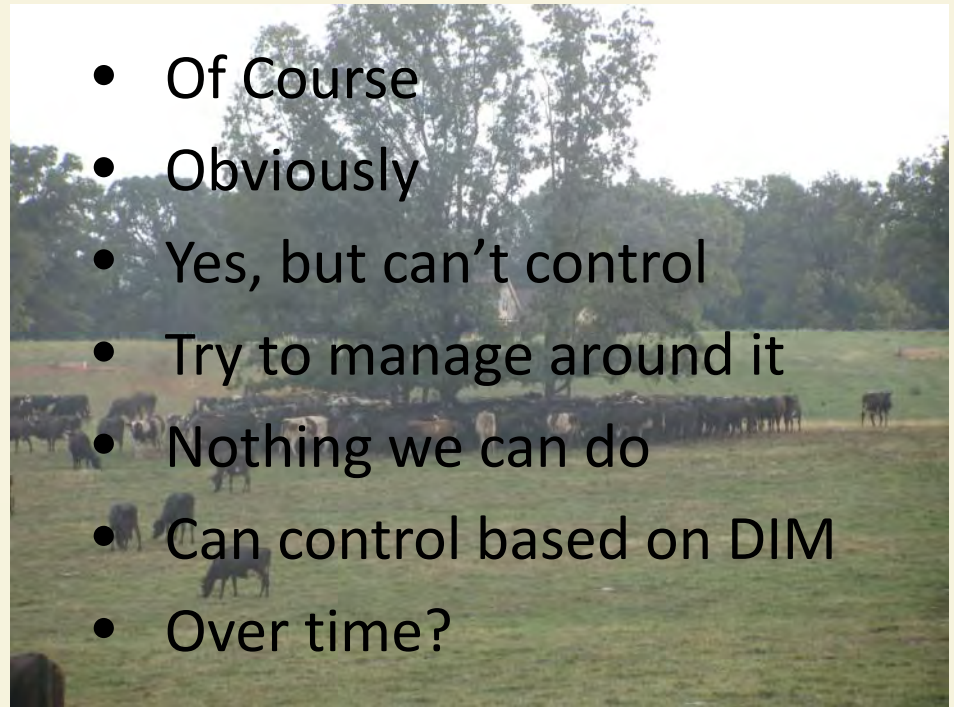 • Of Course
• Obviously
• Yes, but can’t control
• Try to manage around it
• Nothing we can do
• Can control based on DIM
• Over time?